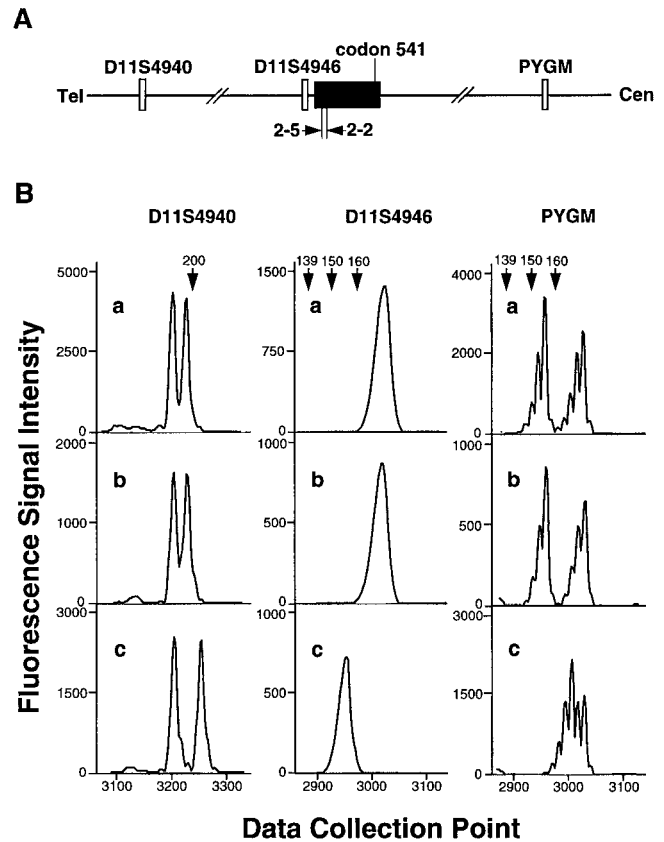 A
codon 541
D11S4940 D11S4946 PYGM
Tel Cen
2-5 2-2
B
D11S4940 D11S4946 PYGM
200 139 150 160 139 150 160
5000 1500 4000
a a a
2500 750 2000
0 0 0
2000 1000 1000
b b b
1000 500 500
0 0 0
3000 1000 3000
c c c
1500 500 1500
0 0 0
3100 3200 3300 2900 3000 3100 2900 3000 3100
Fluorescence Signal Intensity
Data Collection Point